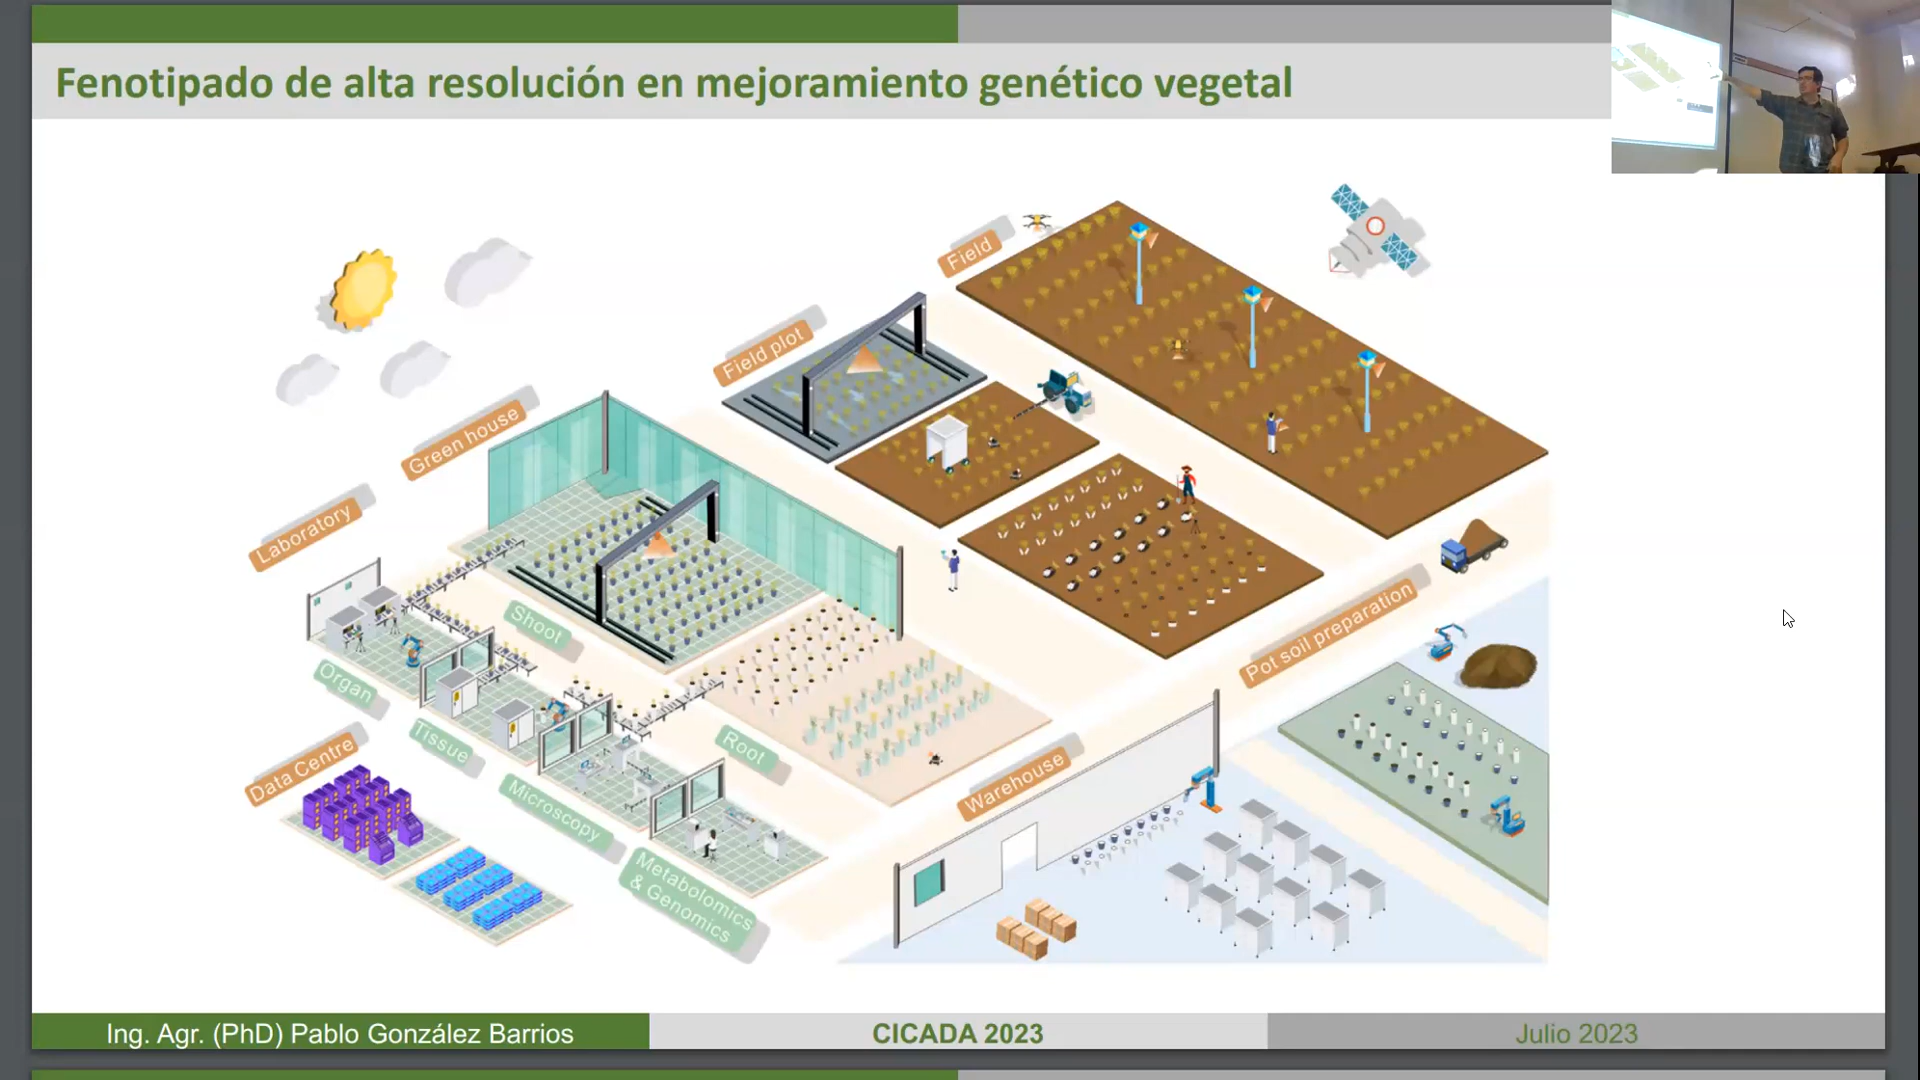 Fenotipado de alta resolución en mejoramiento genético vegetal
Field
Field plot
Green house
Laboratory
Shoot
Organ
Tissue
Root
Pot soil preparation
Data Centre
Microscopy
Warehouse
Metabolomics
& Genomics
Ing. Agr. (PhD) Pablo González Barrios
CICADA 2023
Julio 2023